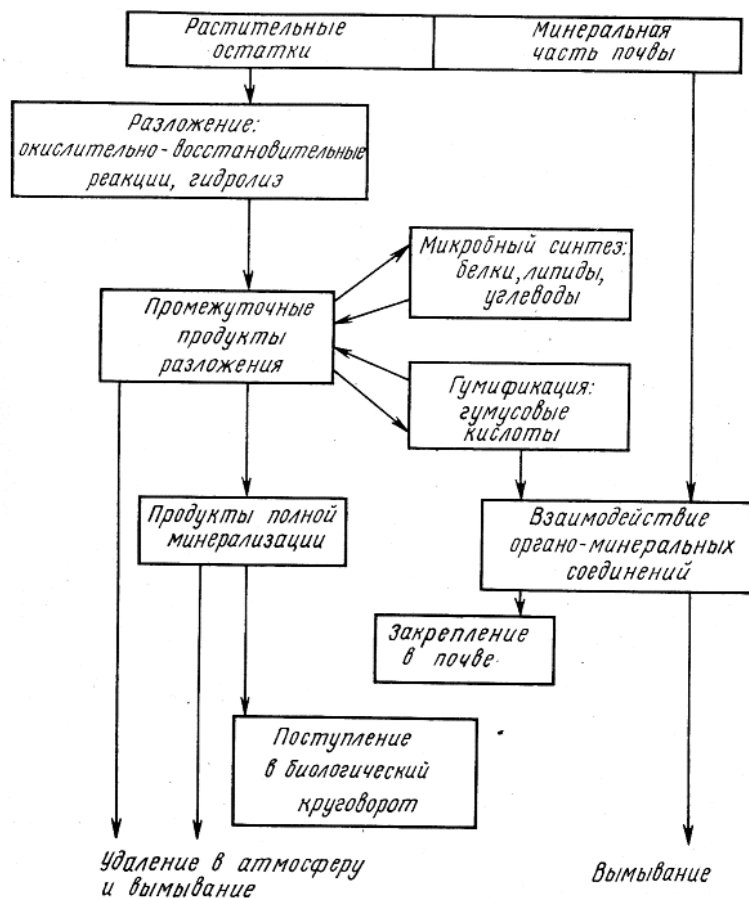 Растительные
остатки
Минеральная
часть почвы
Разложение:
окислительно-восстановительные
реакции, гидролиз
Микробный синтез:
белки, липиды,
углеводы
Промежуточные
продукты
разложения
Гумификация:
гумусовые
кислоты
Продукты полной
минерализации
Взаимодействие
органо-минеральных
соединений
Закрепление
в почве
Поступление
в биологический
круговорот
Удаление в атмосферу
и вымывание
Вымывание